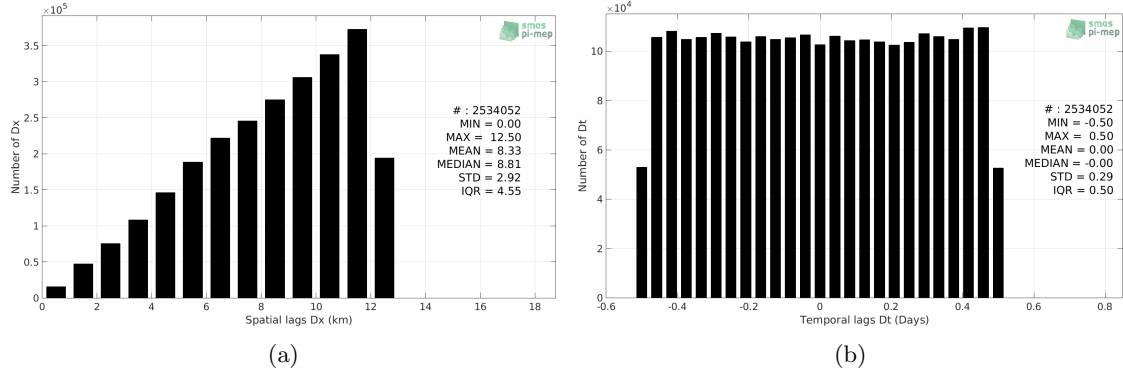 ×10⁵
3.5
3
2.5
2
1.5
1
0.5
0
0 2 4 6 8 10 12 14 16 18
Number of Dx
Spatial lags Dx (km)
smos
pi-mep
# : 2534052
MIN = 0.00
MAX = 12.50
MEAN = 8.33
MEDIAN = 8.81
STD = 2.92
IQR = 4.55
(a)
×10⁴
10
8
6
4
2
0
-0.6 -0.4 -0.2 0 0.2 0.4 0.6 0.8
Number of Dt
Temporal lags Dt (Days)
smos
pi-mep
# : 2534052
MIN = -0.50
MAX = 0.50
MEAN = 0.00
MEDIAN = -0.00
STD = 0.29
IQR = 0.50
(b)